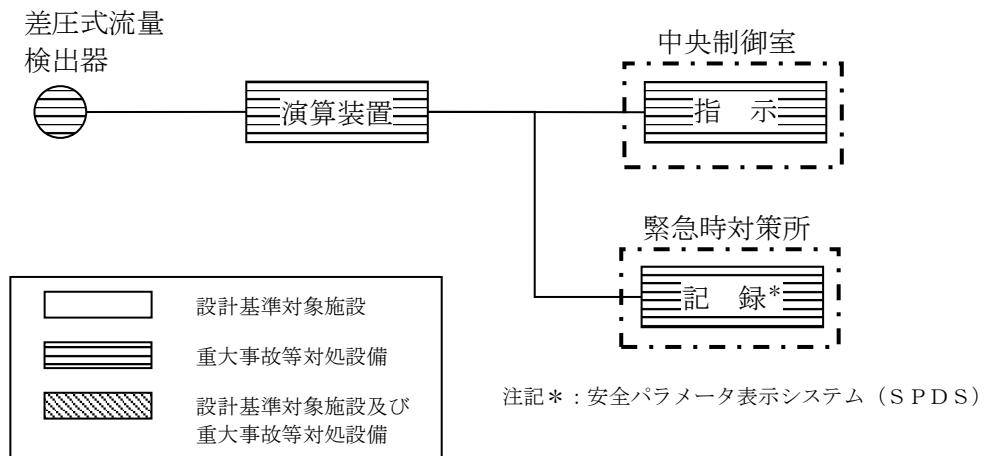 差圧式流量
検出器
中央制御室
演算装置
指　示
緊急時対策所
記　録*
設計基準対象施設
重大事故等対処設備
設計基準対象施設及び
重大事故等対処設備
注記＊：安全パラメータ表示システム（ＳＰＤＳ）